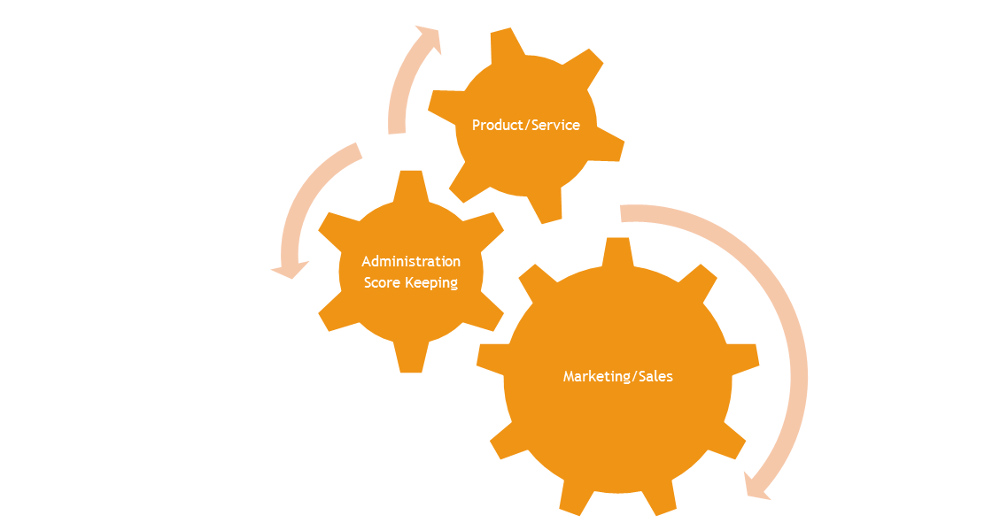 Product/Service
Administration
Score Keeping
Marketing/Sales